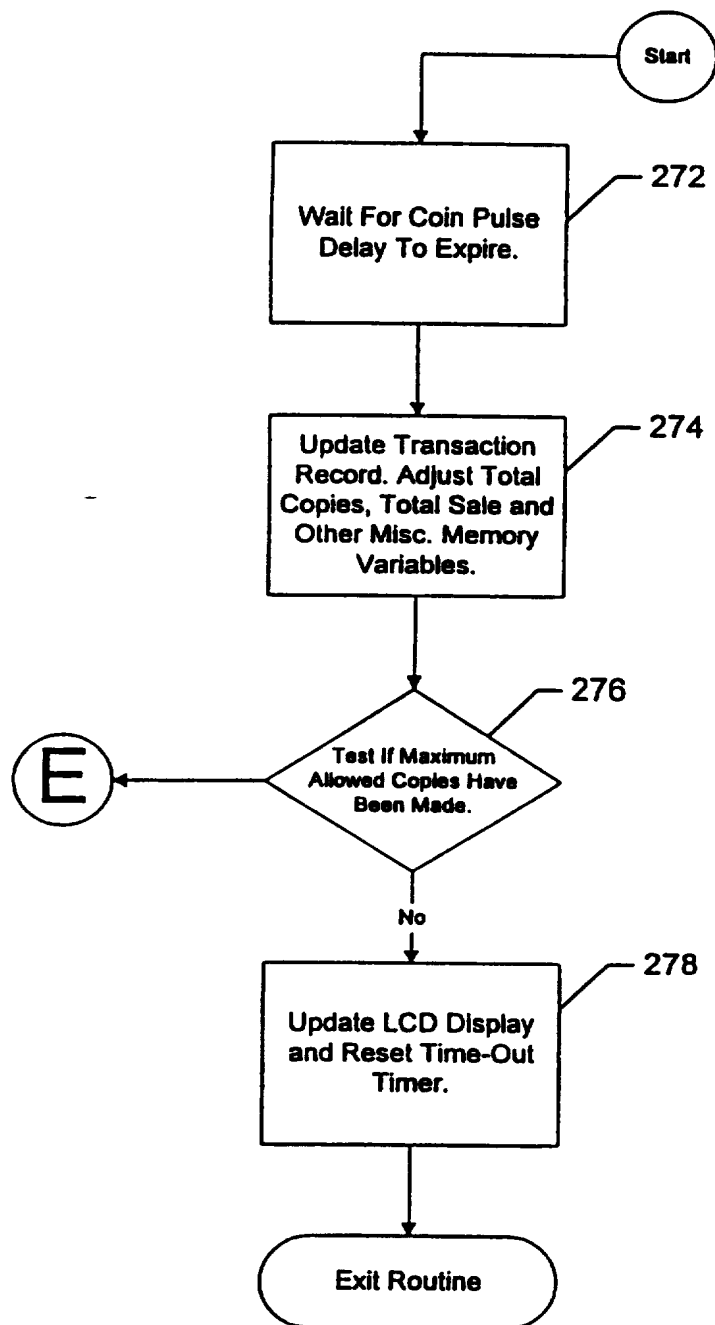 Start
272
Wait For Coin Pulse
Delay To Expire.
274
Update Transaction
Record. Adjust Total
Copies, Total Sale and
Other Misc. Memory
Variables.
276
Test If Maximum
Allowed Copies Have
Been Made.
E
No
278
Update LCD Display
and Reset Time-Out
Timer.
Exit Routine